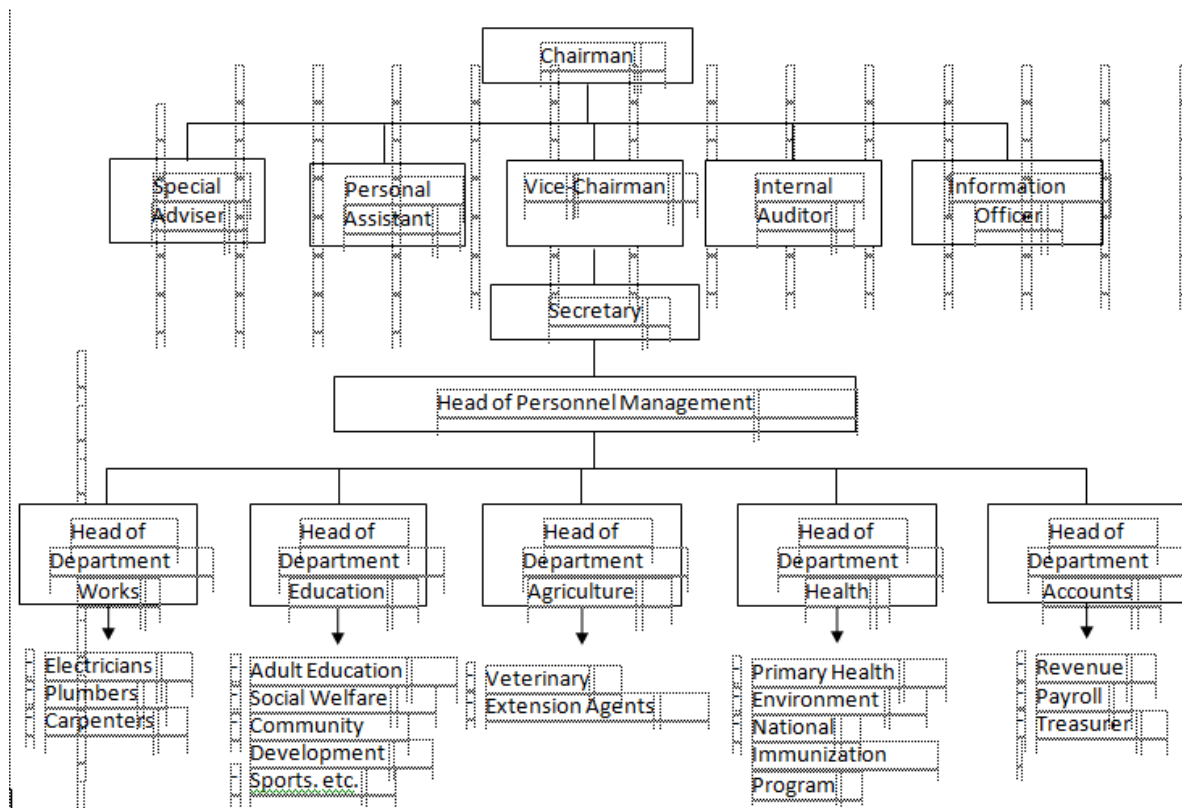 Chairman
Special
Adviser
Personal
Assistant
Vice-Chairman
Internal
Auditor
Information
Officer
Secretary
Head of Personnel Management
Head of
Department
Works
Head of
Department
Education
Head of
Department
Agriculture
Head of
Department
Health
Head of
Department
Accounts
- Electricians
- Plumbers
- Carpenters
- Adult Education
- Social Welfare
- Community
Development
- Sports. etc.
- Veterinary
- Extension Agents
- Primary Health
- Environment
- National
Immunization
Program
- Revenue
- Payroll
- Treasurer